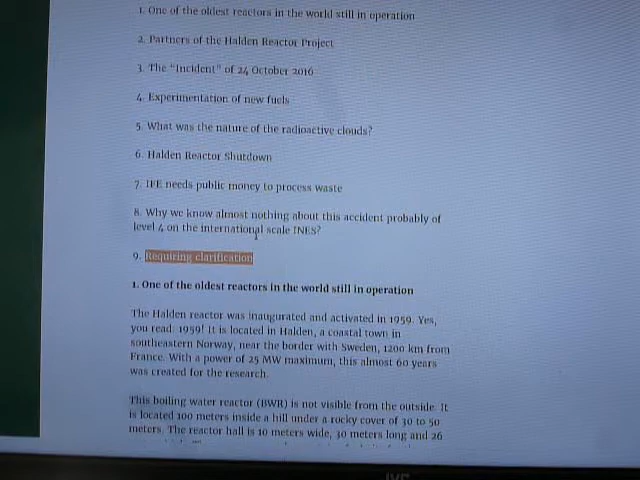 1. One of the oldest reactors in the world still in operation
2. Partners of the Halden Reactor Project
3. The "Incident" of 24 October 2016
4. Experimentation of new fuels
5. What was the nature of the radioactive clouds?
6. Halden Reactor Shutdown
7. IFE needs public money to process waste
8. Why we know almost nothing about this accident probably of
level 4 on the international scale INES?
9. Requiring clarification
1. One of the oldest reactors in the world still in operation
The Halden reactor was inaugurated and activated in 1959. Yes,
you read: 1959! It is located in Halden, a coastal town in
southeastern Norway, near the border with Sweden, 1200 km from
France. With a power of 25 MW maximum, this almost 60 years
was created for the research.
This boiling water reactor (BWR) is not visible from the outside. It
is located 100 meters inside a hill under a rocky cover of 30 to 50
meters. The reactor hall is 10 meters wide, 30 meters long and 26
JVC